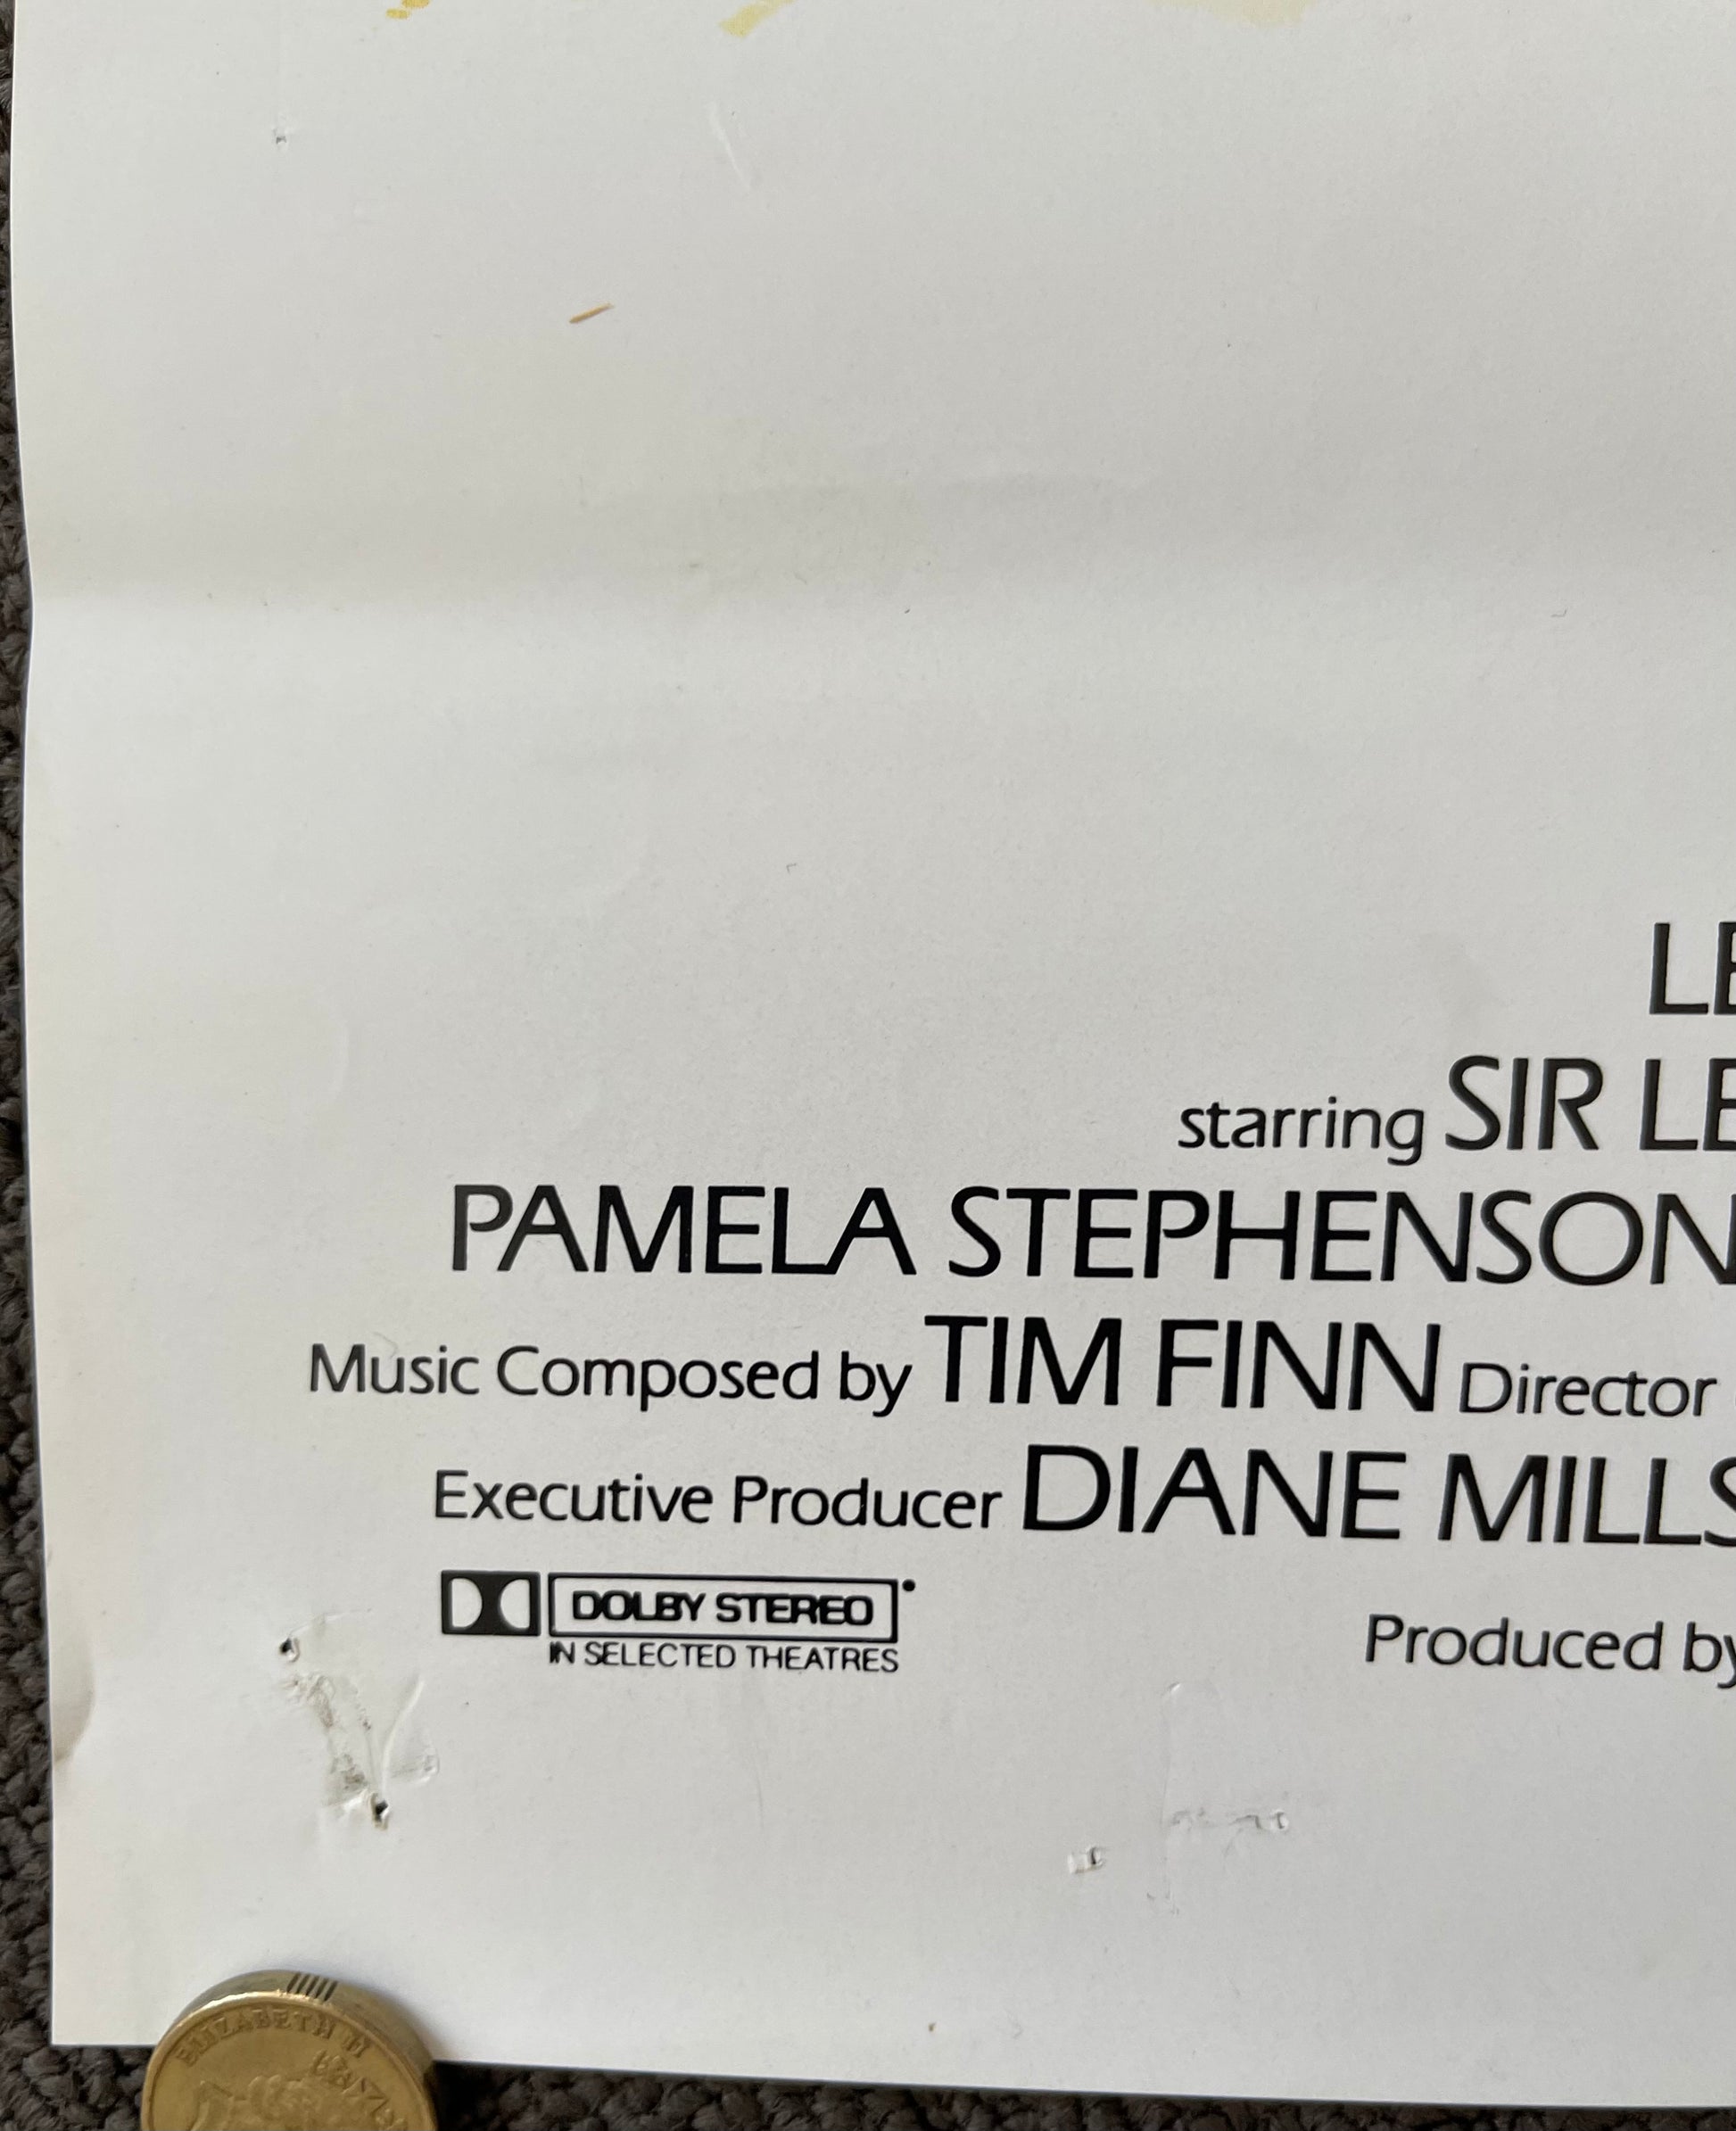 LE
starring SIR LE
PAMELA STEPHENSON
Music Composed by TIM FINN Director
Executive Producer DIANE MILLS
DOLBY STEREO
IN SELECTED THEATRES
Produced by
ELIZABETH II